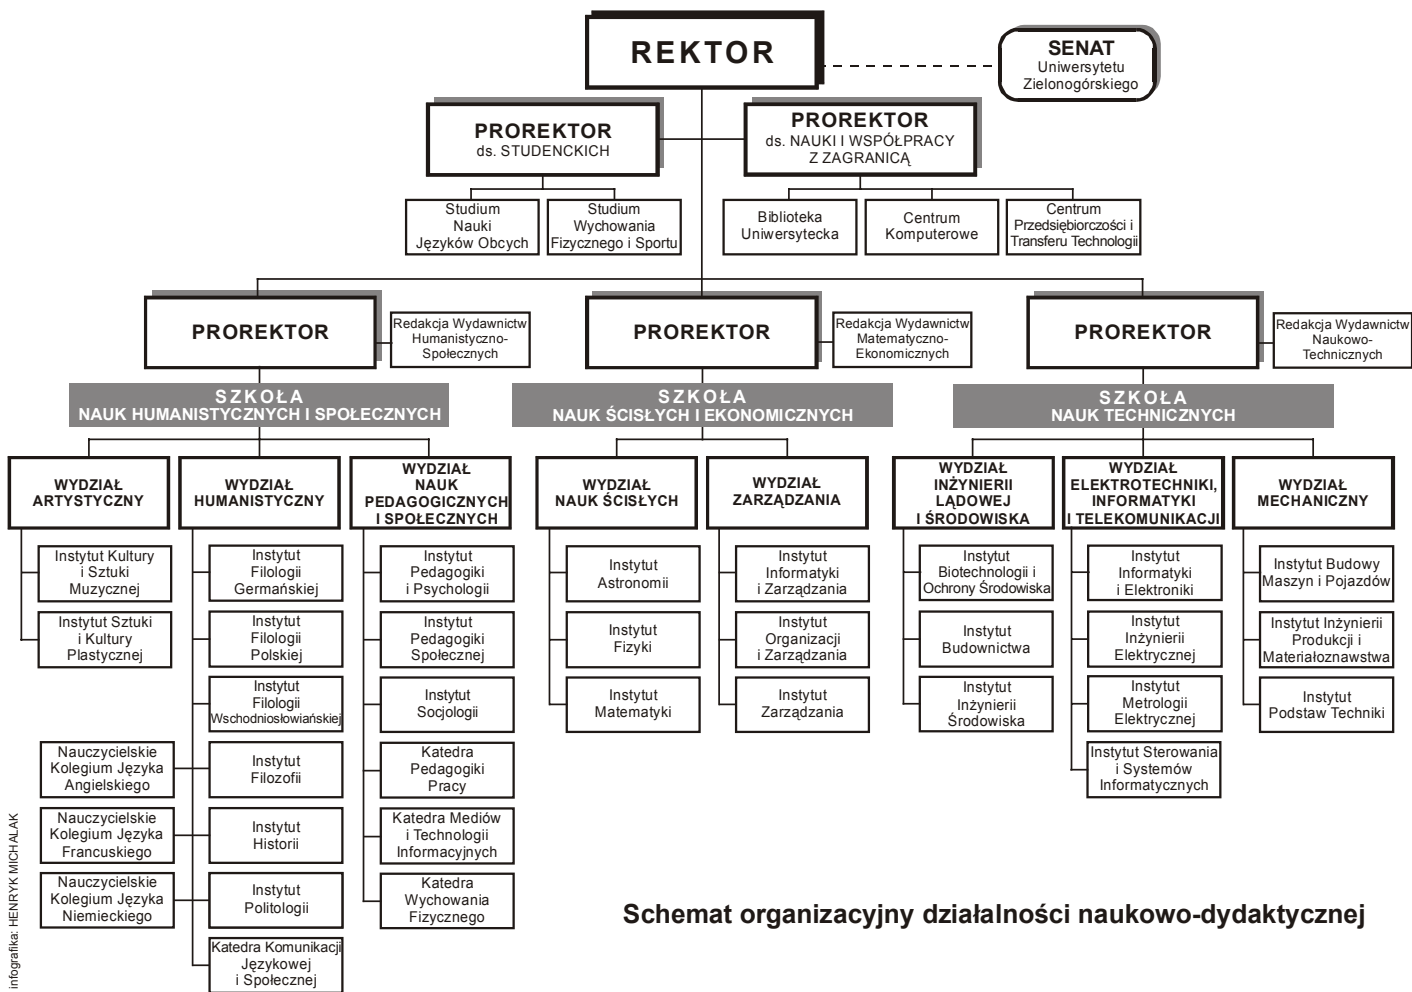 REKTOR
SENAT
Uniwersytetu
Zielonogórskiego
PROREKTOR
ds. STUDENCKICH
PROREKTOR
ds. NAUKI I WSPÓŁPRACY
Z ZAGRANICĄ
Studium
Nauki
Języków Obcych
Studium
Wychowania
Fizycznego i Sportu
Biblioteka
Uniwersytecka
Centrum
Komputerowe
Centrum
Przedsiębiorczości i
Transferu Technologii
PROREKTOR
Redakcja Wydawnictw
Humanistyczno-
Społecznych
PROREKTOR
Redakcja Wydawnictw
Matematyczno-
Ekonomicznych
PROREKTOR
Redakcja Wydawnictw
Naukowo-
Technicznych
SZKOŁA
NAUK HUMANISTYCZNYCH I SPOŁECZNYCH
SZKOŁA
NAUK ŚCISŁYCH I EKONOMICZNYCH
SZKOŁA
NAUK TECHNICZNYCH
WYDZIAŁ
ARTYSTYCZNY
WYDZIAŁ
HUMANISTYCZNY
WYDZIAŁ
NAUK
PEDAGOGICZNYCH
I SPOŁECZNYCH
WYDZIAŁ
NAUK ŚCISŁYCH
WYDZIAŁ
ZARZĄDZANIA
WYDZIAŁ
INŻYNIERII
LĄDOWEJ
I ŚRODOWISKA
WYDZIAŁ
ELEKTROTECHNIKI,
INFORMATYKI
I TELEKOMUNIKACJI
WYDZIAŁ
MECHANICZNY
Instytut Kultury
i Sztuki
Muzycznej
Instytut Sztuki
i Kultury
Plastycznej
Instytut
Filologii
Germańskiej
Instytut
Filologii
Polskiej
Instytut
Filologii
Wschodniosłowiańskiej
Nauczycielskie
Kolegium Języka
Angielskiego
Instytut
Filozofii
Nauczycielskie
Kolegium Języka
Francuskiego
Instytut
Historii
Nauczycielskie
Kolegium Języka
Niemieckiego
Instytut
Politologii
Katedra Komunikacji
Językowej
i Społecznej
Instytut
Pedagogiki
i Psychologii
Instytut
Pedagogiki
Społecznej
Instytut
Socjologii
Katedra
Pedagogiki
Pracy
Katedra Mediów
i Technologii
Informacyjnych
Katedra
Wychowania
Fizycznego
Instytut
Astronomii
Instytut
Fizyki
Instytut
Matematyki
Instytut
Informatyki
i Zarządzania
Instytut
Organizacji
i Zarządzania
Instytut
Zarządzania
Instytut
Biotechnologii i
Ochrony Środowiska
Instytut
Budownictwa
Instytut
Inżynierii
Środowiska
Instytut
Informatyki
i Elektroniki
Instytut
Inżynierii
Elektrycznej
Instytut
Metrologii
Elektrycznej
Instytut Sterowania
i Systemów
Informatycznych
Instytut Budowy
Maszyn i Pojazdów
Instytut Inżynierii
Produkcji i
Materiałoznawstwa
Instytut
Podstaw Techniki
Schemat organizacyjny działalności naukowo-dydaktycznej
infografika: HENRYK MICHALAK